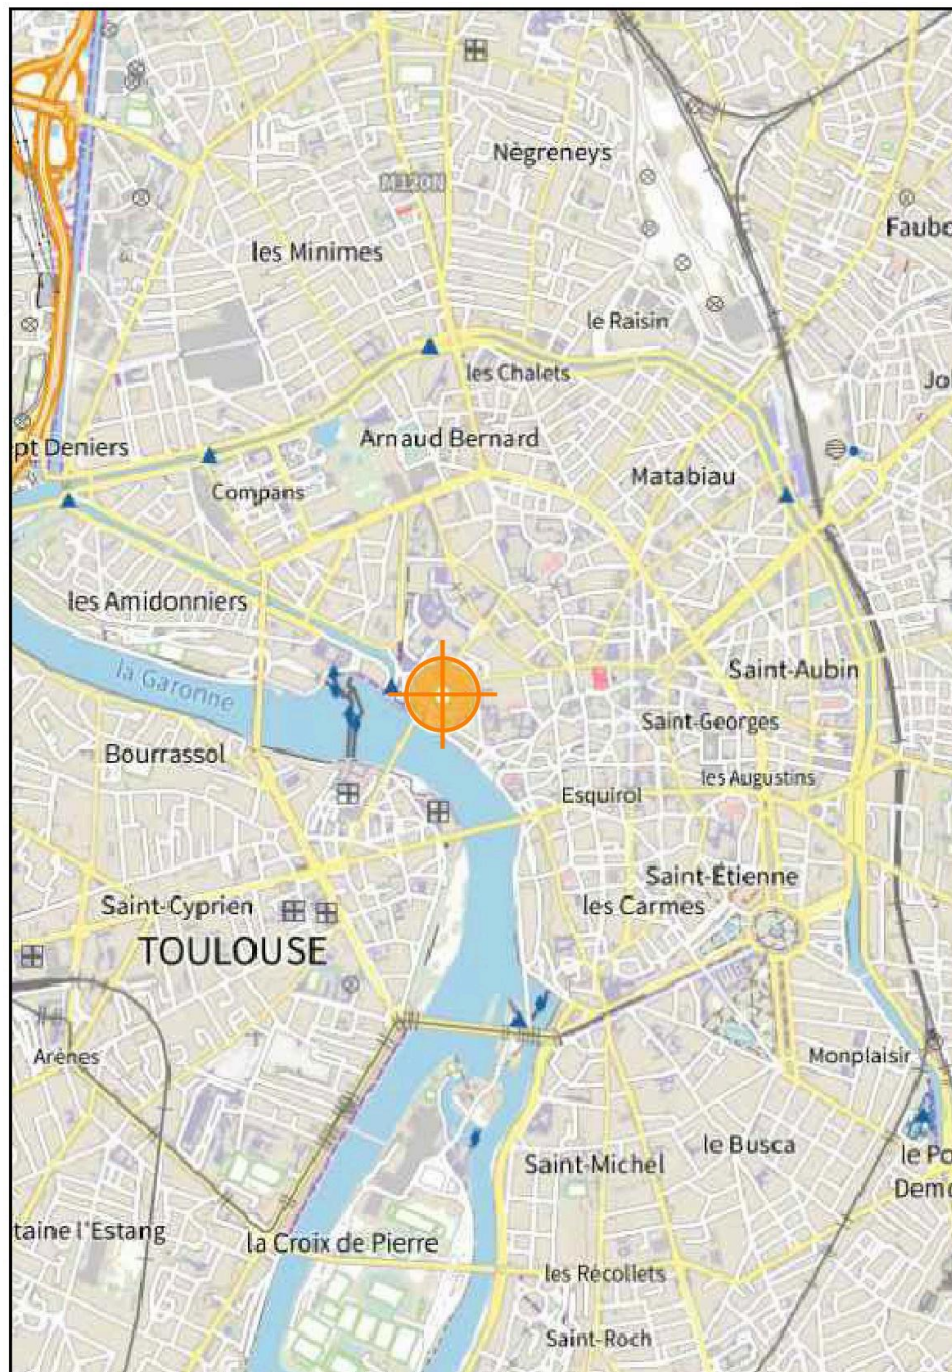 Nègreneys
M320N
Faubo
les Minimes
le Raisin
les Chalets
Jo
Arnaud Bernard
pt Deniers
Matabiau
Compans
les Amidonniers
Saint-Aubin
la Garonne
Saint-Georges
Bourrassol
les Augustins
Esquirol
Saint-Étienne
Saint-Cyprien
les Carmes
TOULOUSE
Arènes
Monplaisir
le Busca
le Po
Saint-Michel
Dem
taine l'Estang
la Croix de Pierre
les Récollets
Saint-Roch